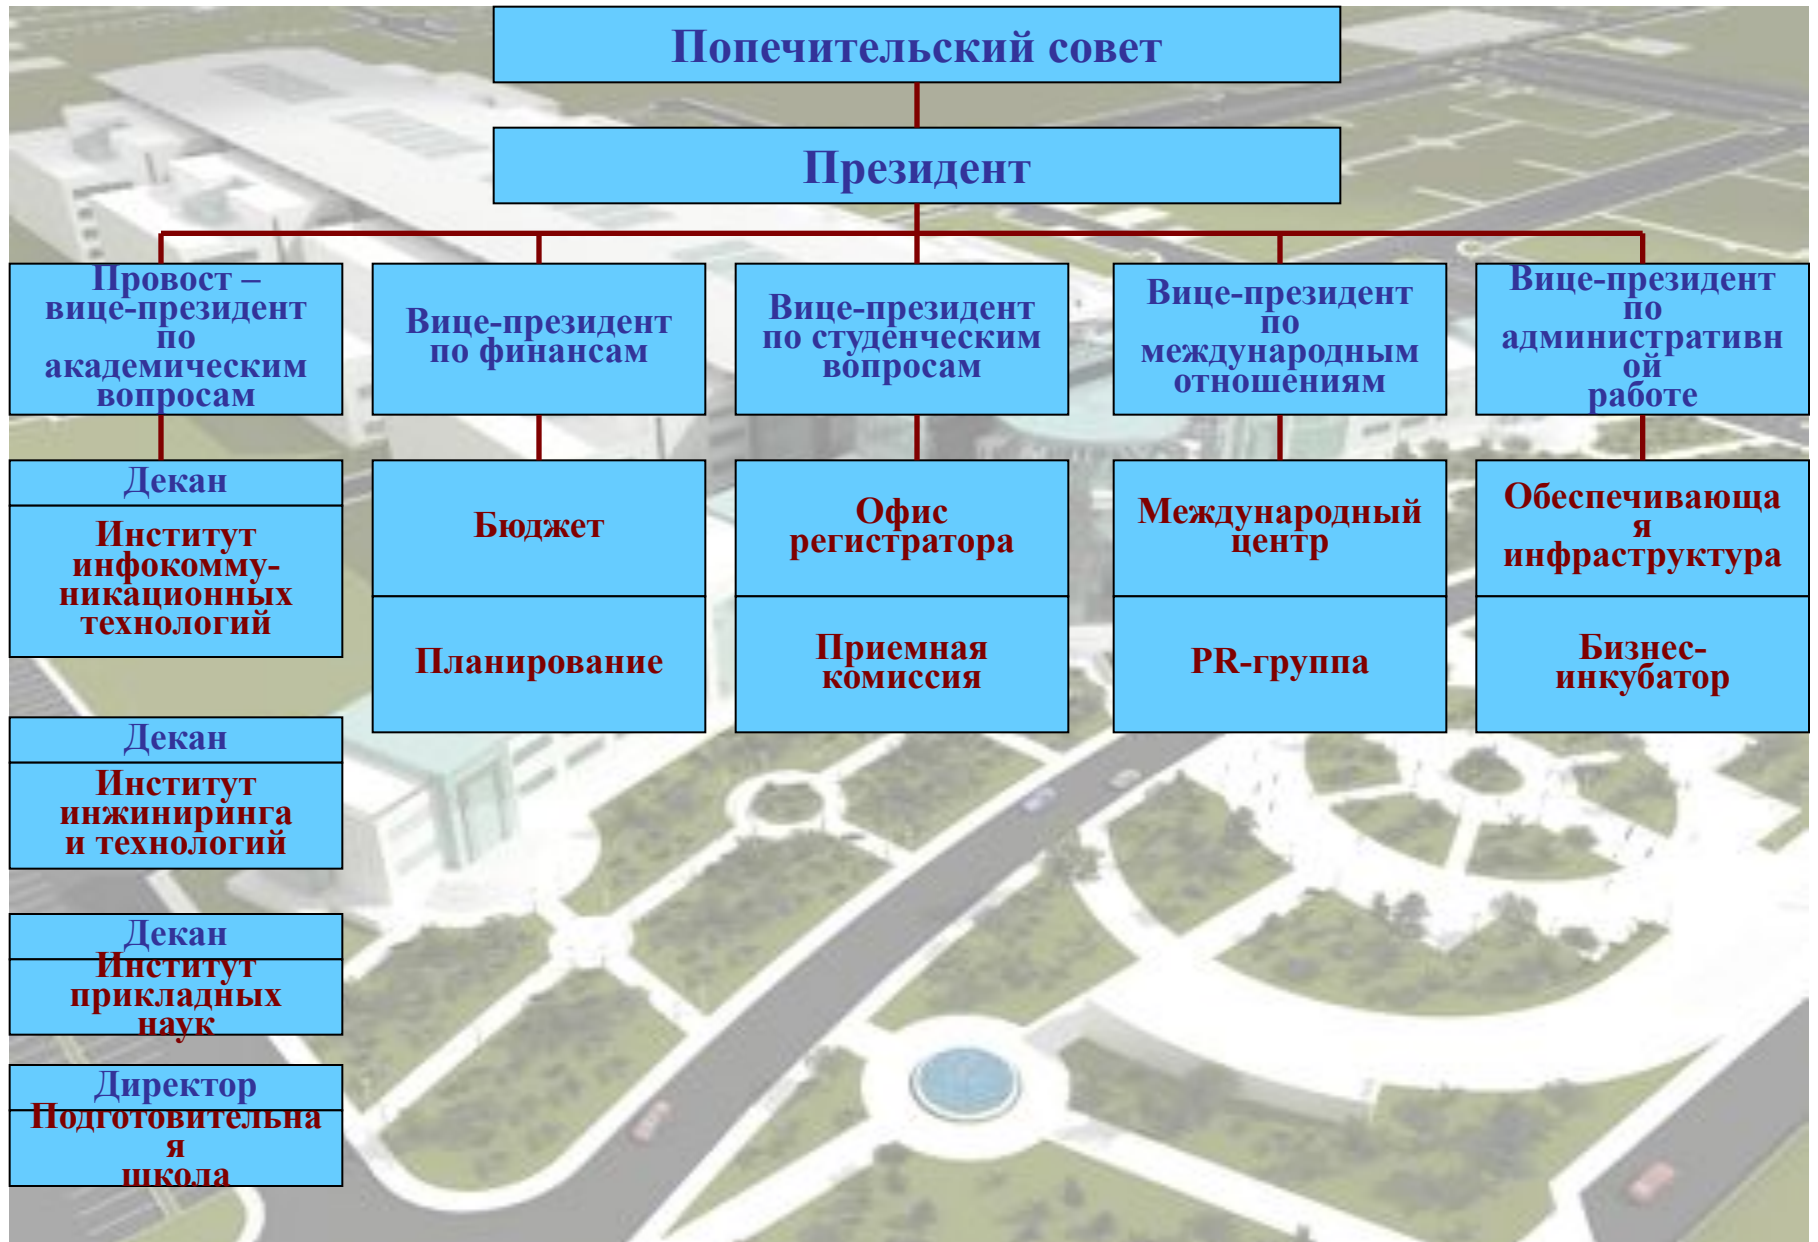 Попечительский совет
Президент
Провост –
вице-президент
по
академическим
вопросам
Вице-президент
по финансам
Вице-президент
по студенческим
вопросам
Вице-президент
по
международным
отношениям
Вице-президент
по
административн
ой
работе
Декан
Институт
инфокомму-
никационных
технологий
Бюджет
Офис
регистратора
Международный
центр
Обеспечивающа
я
инфраструктура
Планирование
Приемная
комиссия
PR-группа
Бизнес-
инкубатор
Декан
Институт
инжиниринга
и технологий
Декан
Институт
прикладных
наук
Директор
Подготовительна
я
школа